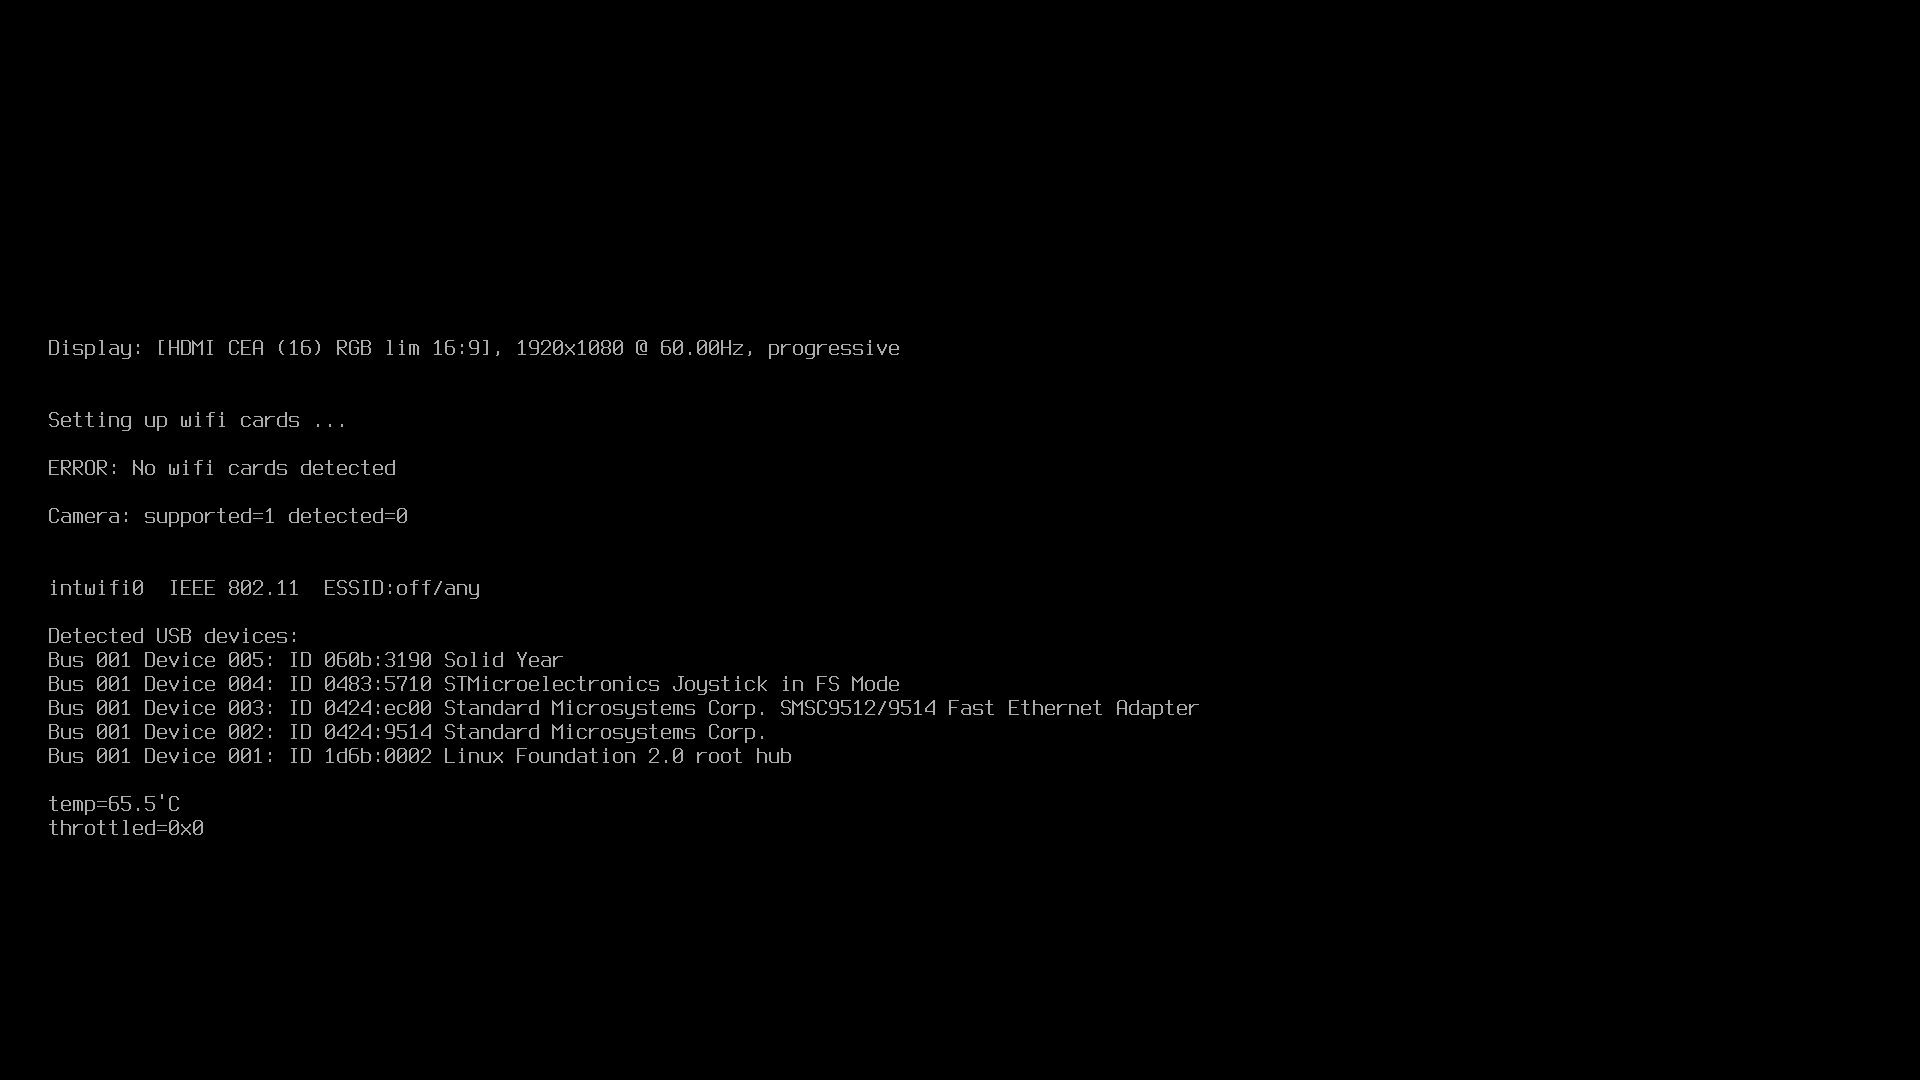 Display: [HDMI CEA (16) RGB lim 16:9], 1920x1080 @ 60.00Hz, progressive
Setting up wifi cards ...
ERROR: No wifi cards detected
Camera: supported=1 detected=0
intwifi0  IEEE 802.11  ESSID:off/any
Detected USB devices:
Bus 001 Device 005: ID 060b:3190 Solid Year
Bus 001 Device 004: ID 0483:5710 STMicroelectronics Joystick in FS Mode
Bus 001 Device 003: ID 0424:ec00 Standard Microsystems Corp. SMSC9512/9514 Fast Ethernet Adapter
Bus 001 Device 002: ID 0424:9514 Standard Microsystems Corp.
Bus 001 Device 001: ID 1d6b:0002 Linux Foundation 2.0 root hub
temp=65.5'C
throttled=0x0